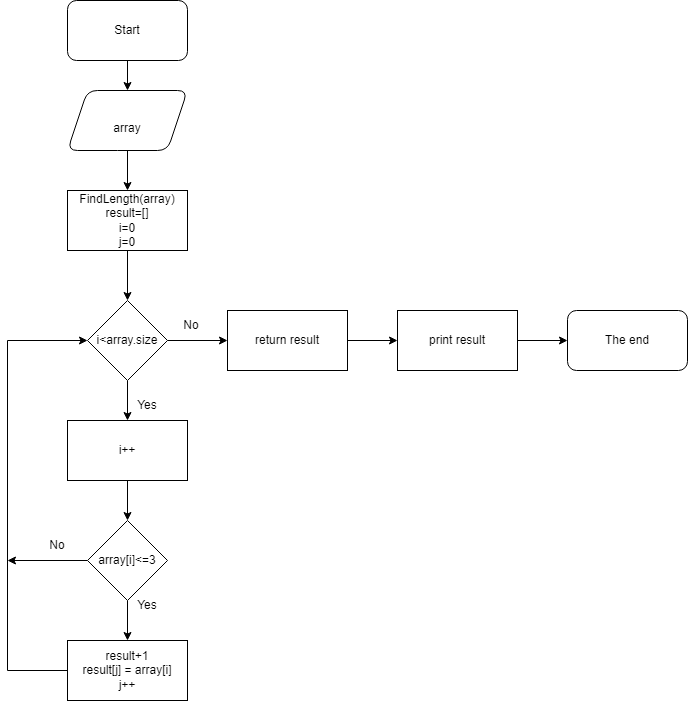 Start
array
FindLength(array)
result=[]
i=0
j=0
i<array.size
No
return result
print result
The end
Yes
i++
array[i]<=3
No
Yes
result+1
result[j] = array[i]
j++